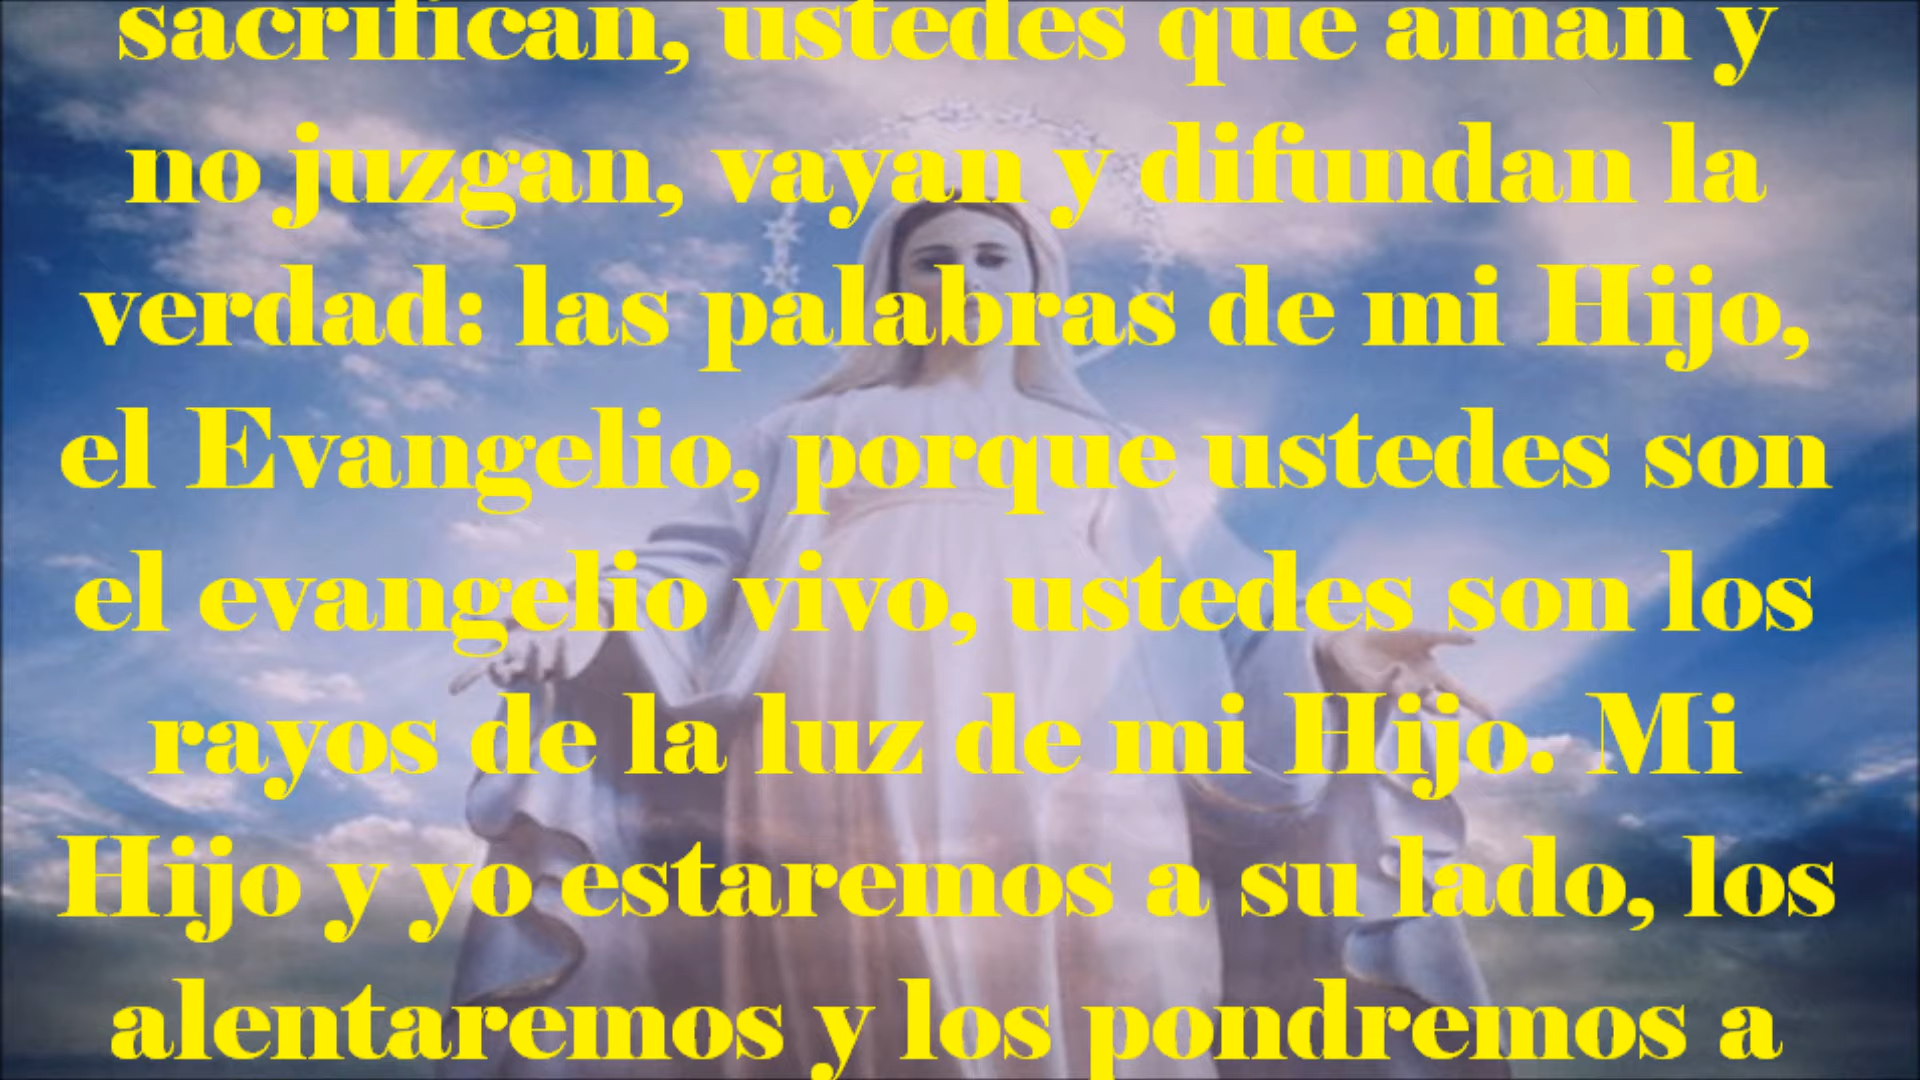 sacrifican, ustedes que aman y
no juzgan, vayan y difundan la
verdad: las palabras de mi Hijo,
el Evangelio, porque ustedes son
el evangelio vivo, ustedes son los
rayos de la luz de mi Hijo. Mi
Hijo y yo estaremos a su lado, los
alentaremos y los pondremos a